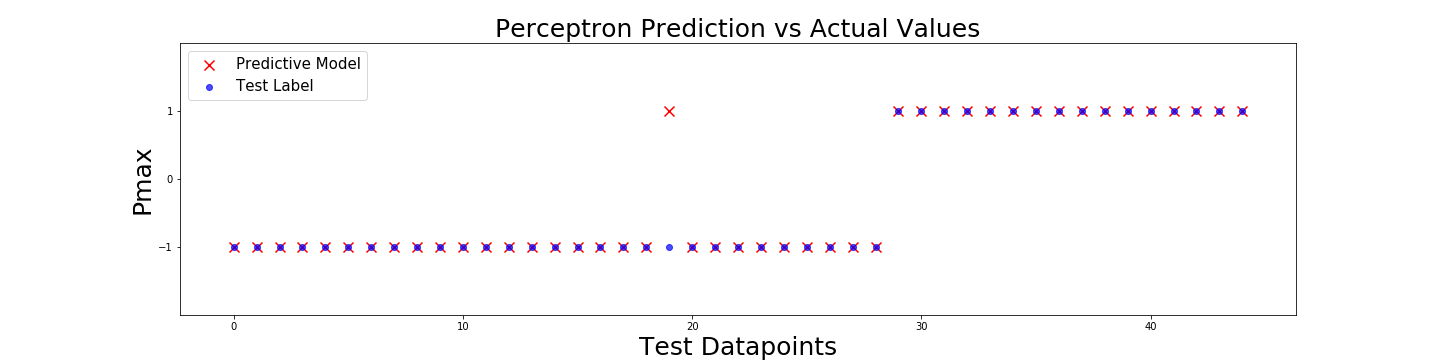 Perceptron Prediction vs Actual Values
Predictive Model
Test Label
1
0
−1
Pmax
0 10 20 30 40
Test Datapoints